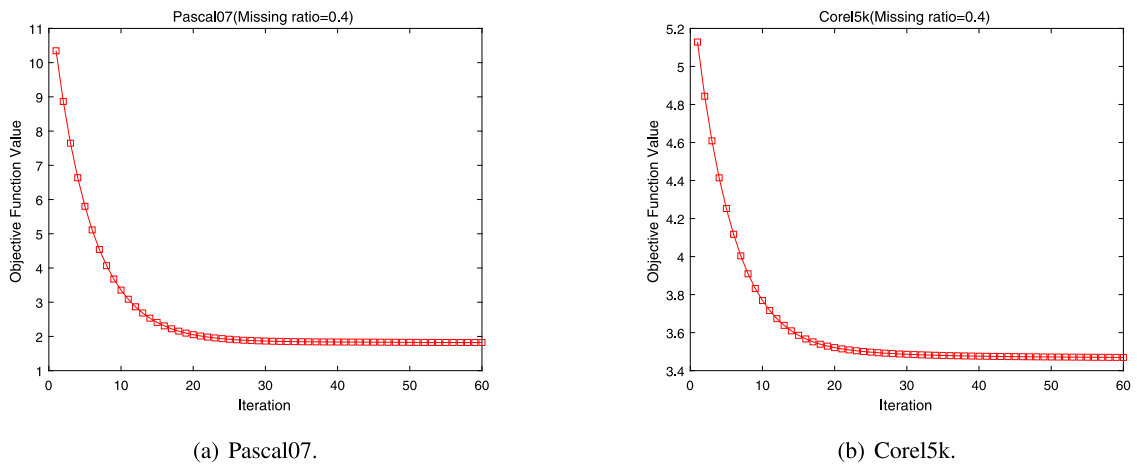 Pascal07(Missing ratio=0.4)
11
10
9
8
7
6
5
4
3
2
1
Objective Function Value
0 10 20 30 40 50 60
Iteration
(a) Pascal07.
Corel5k(Missing ratio=0.4)
5.2
5
4.8
4.6
4.4
4.2
4
3.8
3.6
3.4
Objective Function Value
0 10 20 30 40 50 60
Iteration
(b) Corel5k.